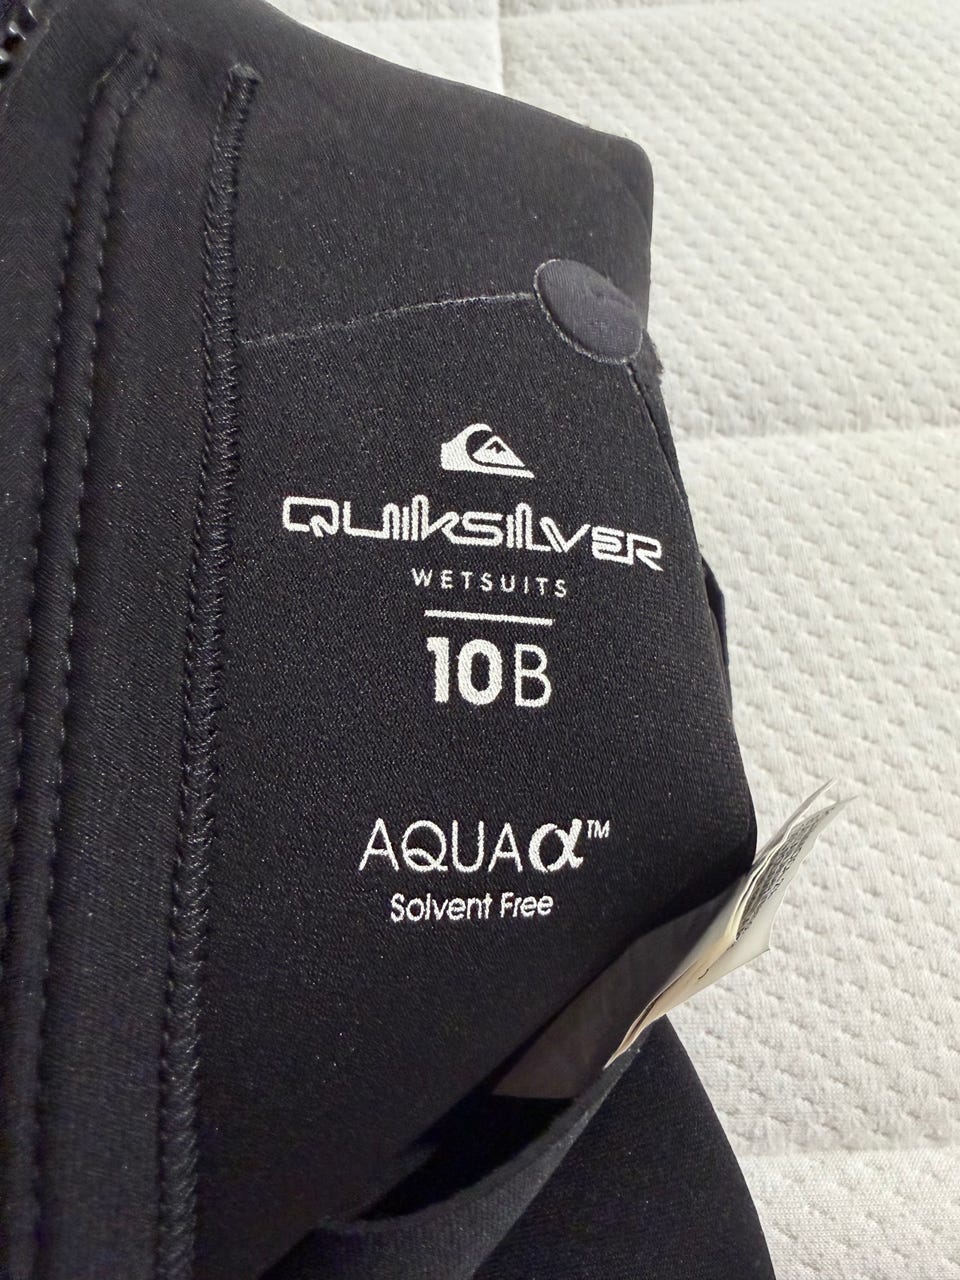 QUIKSILVER
WETSUITS
10B
AQUAα™
Solvent Free